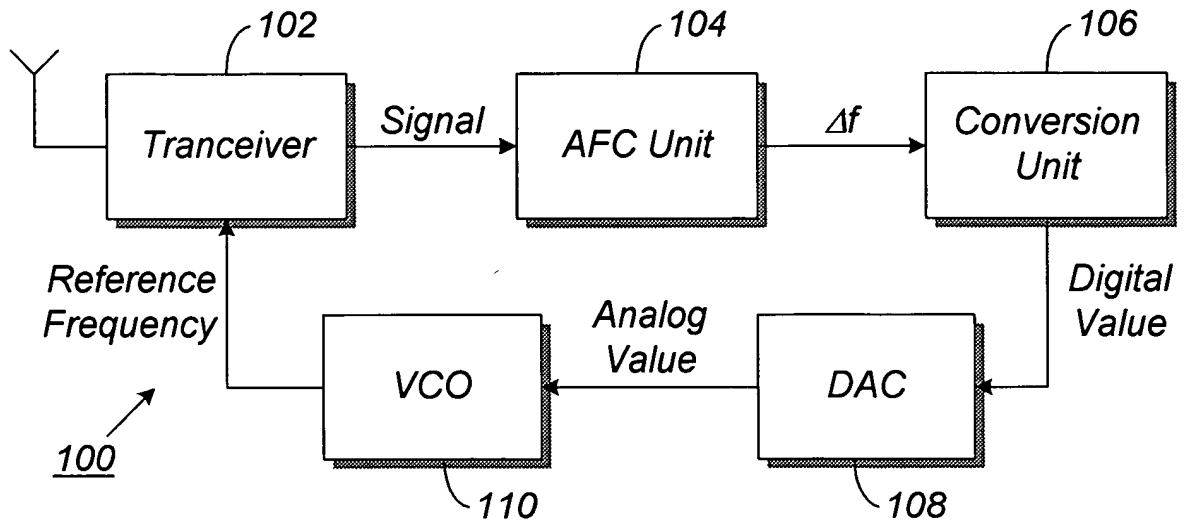 102
104
106
Tranceiver
Signal
AFC Unit
Δf
Conversion
Unit
Reference
Frequency
Analog
Value
Digital
Value
VCO
DAC
100
110
108